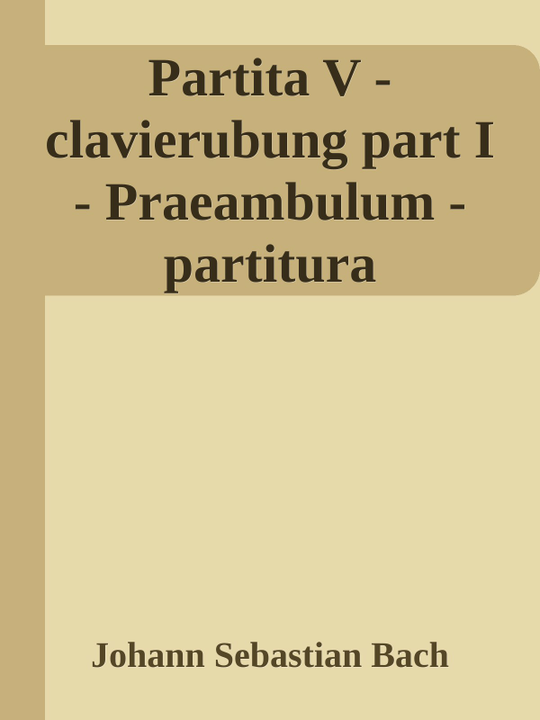 Partita V -
clavierubung part I
- Praeambulum -
partitura
Johann Sebastian Bach